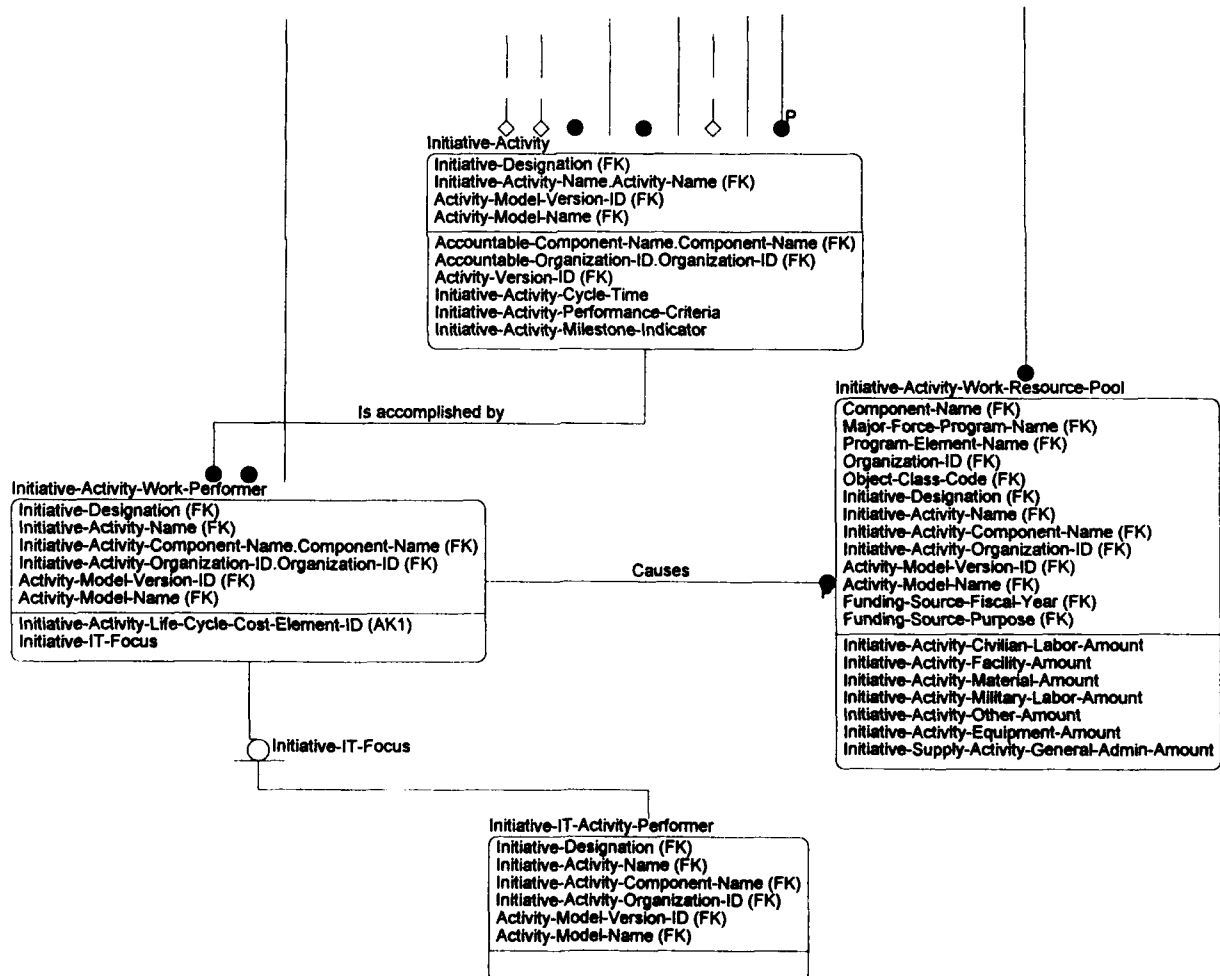 P
Initiative-Activity
Initiative-Designation (FK)
Initiative-Activity-Name.Activity-Name (FK)
Activity-Model-Version-ID (FK)
Activity-Model-Name (FK)
Accountable-Component-Name.Component-Name (FK)
Accountable-Organization-ID.Organization-ID (FK)
Activity-Version-ID (FK)
Initiative-Activity-Cycle-Time
Initiative-Activity-Performance-Criteria
Initiative-Activity-Milestone-Indicator
Is accomplished by
Initiative-Activity-Work-Performer
Initiative-Designation (FK)
Initiative-Activity-Name (FK)
Initiative-Activity-Component-Name.Component-Name (FK)
Initiative-Activity-Organization-ID.Organization-ID (FK)
Activity-Model-Version-ID (FK)
Activity-Model-Name (FK)
Initiative-Activity-Life-Cycle-Cost-Element-ID (AK1)
Initiative-IT-Focus
Causes
P
Initiative-Activity-Work-Resource-Pool
Component-Name (FK)
Major-Force-Program-Name (FK)
Program-Element-Name (FK)
Organization-ID (FK)
Object-Class-Code (FK)
Initiative-Designation (FK)
Initiative-Activity-Name (FK)
Initiative-Activity-Component-Name (FK)
Initiative-Activity-Organization-ID (FK)
Activity-Model-Version-ID (FK)
Activity-Model-Name (FK)
Funding-Source-Fiscal-Year (FK)
Funding-Source-Purpose (FK)
Initiative-Activity-Civilian-Labor-Amount
Initiative-Activity-Facility-Amount
Initiative-Activity-Material-Amount
Initiative-Activity-Military-Labor-Amount
Initiative-Activity-Other-Amount
Initiative-Activity-Equipment-Amount
Initiative-Supply-Activity-General-Admin-Amount
Initiative-IT-Focus
Initiative-IT-Activity-Performer
Initiative-Designation (FK)
Initiative-Activity-Name (FK)
Initiative-Activity-Component-Name (FK)
Initiative-Activity-Organization-ID (FK)
Activity-Model-Version-ID (FK)
Activity-Model-Name (FK)